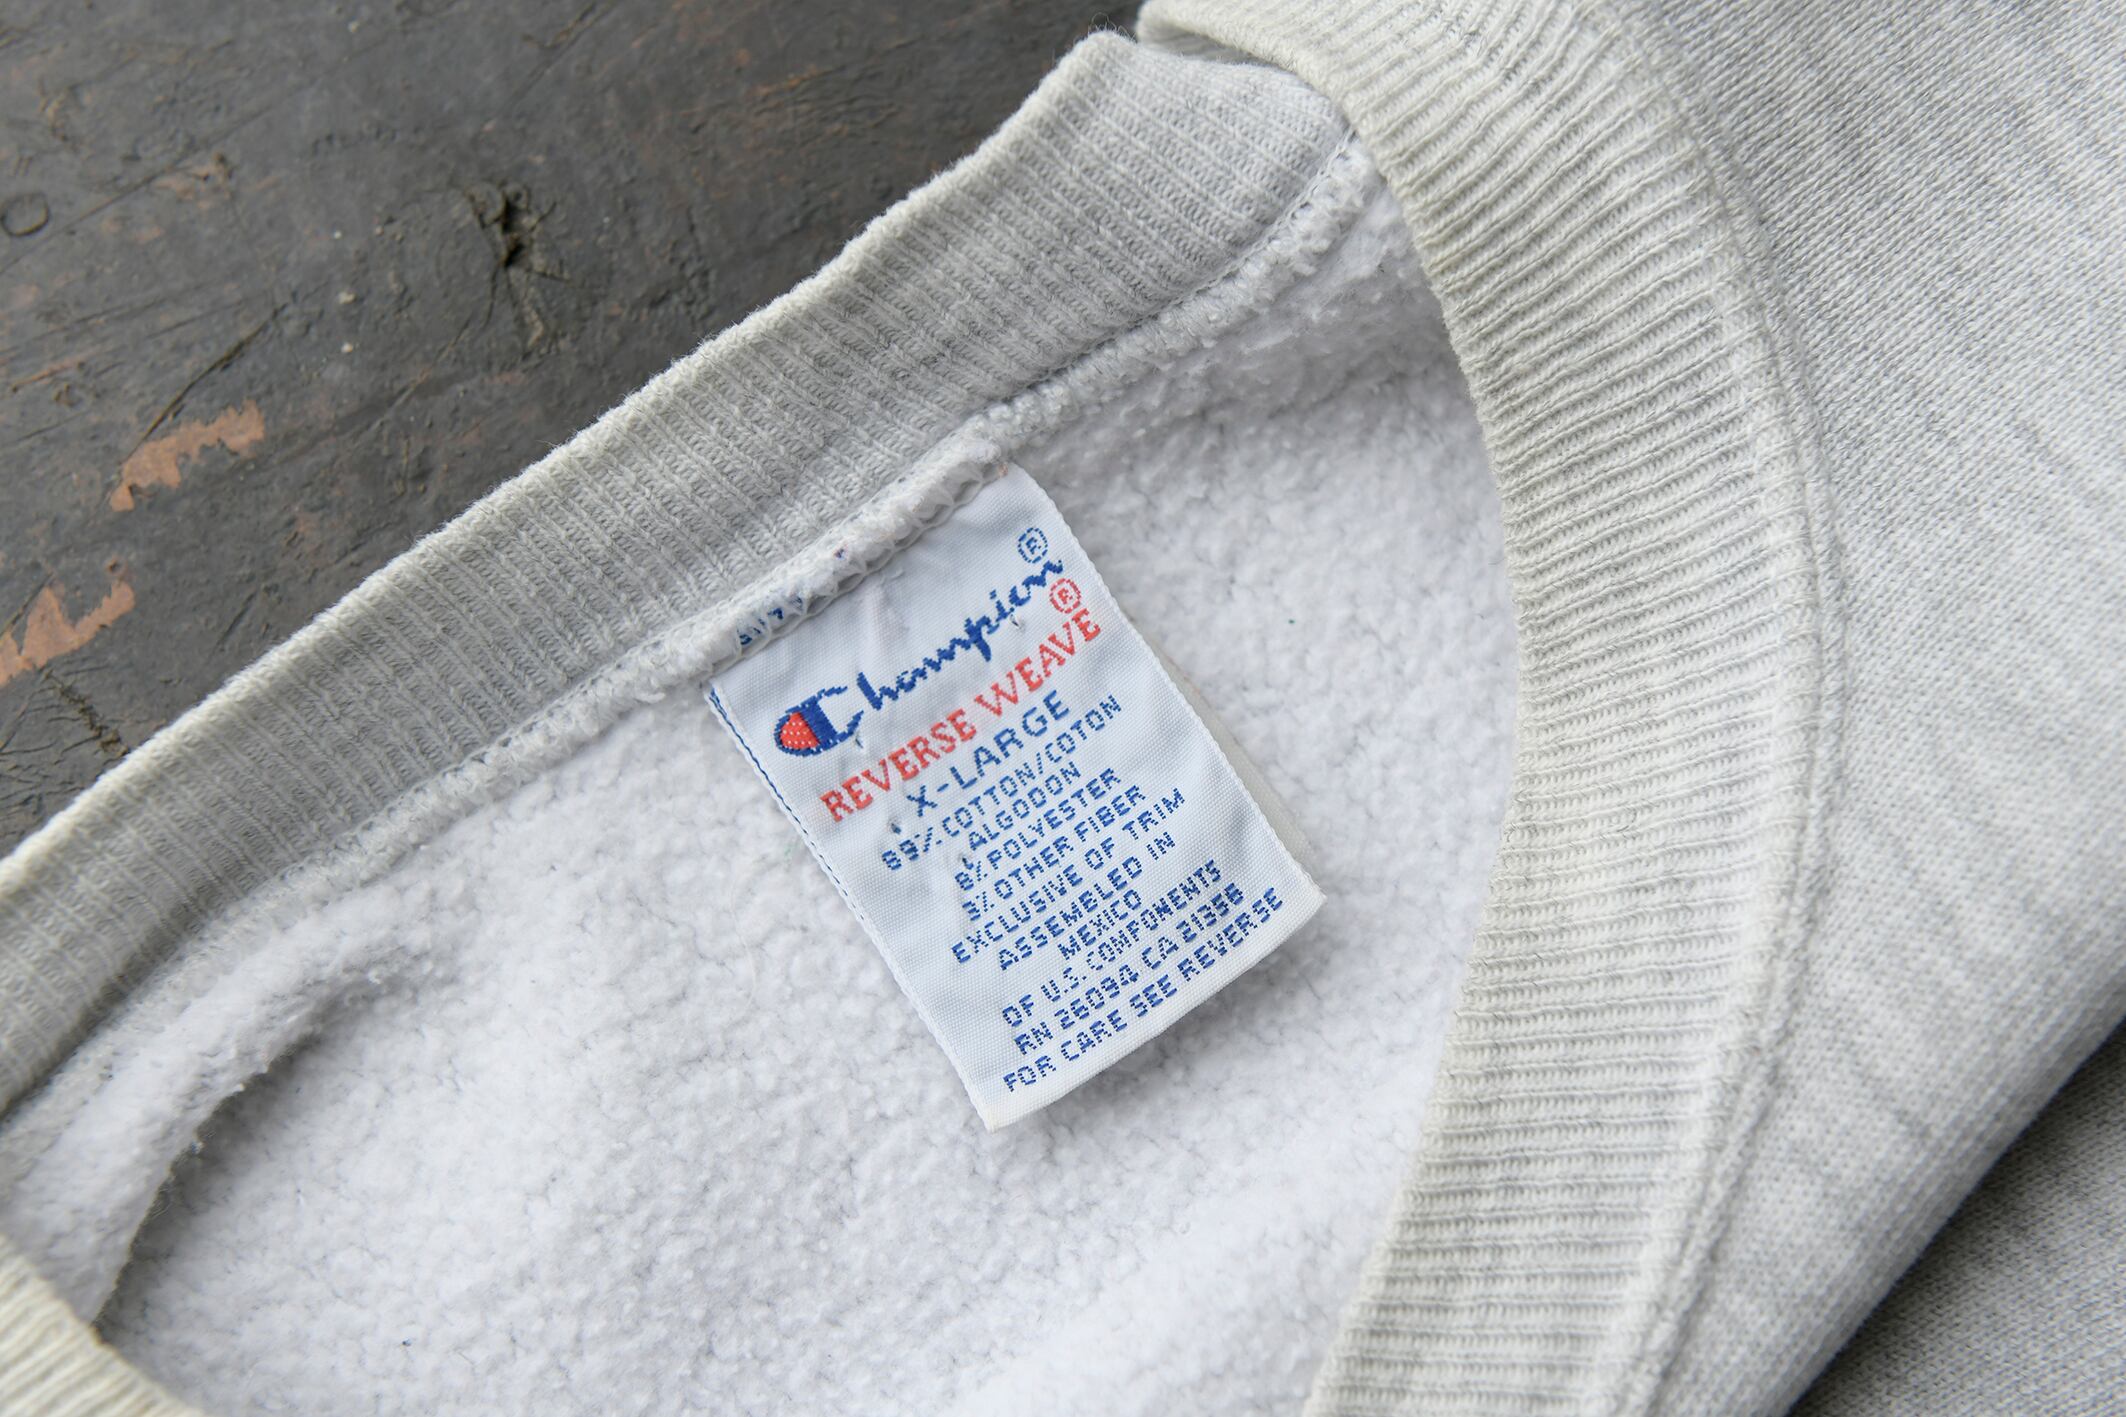 Champion®
REVERSE WEAVE®
X-LARGE
89% COTTON/COTON
ALGODON
8% POLYESTER
3% OTHER FIBER
EXCLUSIVE OF TRIM
ASSEMBLED IN
MEXICO
OF U.S. COMPONENTS
RN 26094 CA 21356
FOR CARE SEE REVERSE